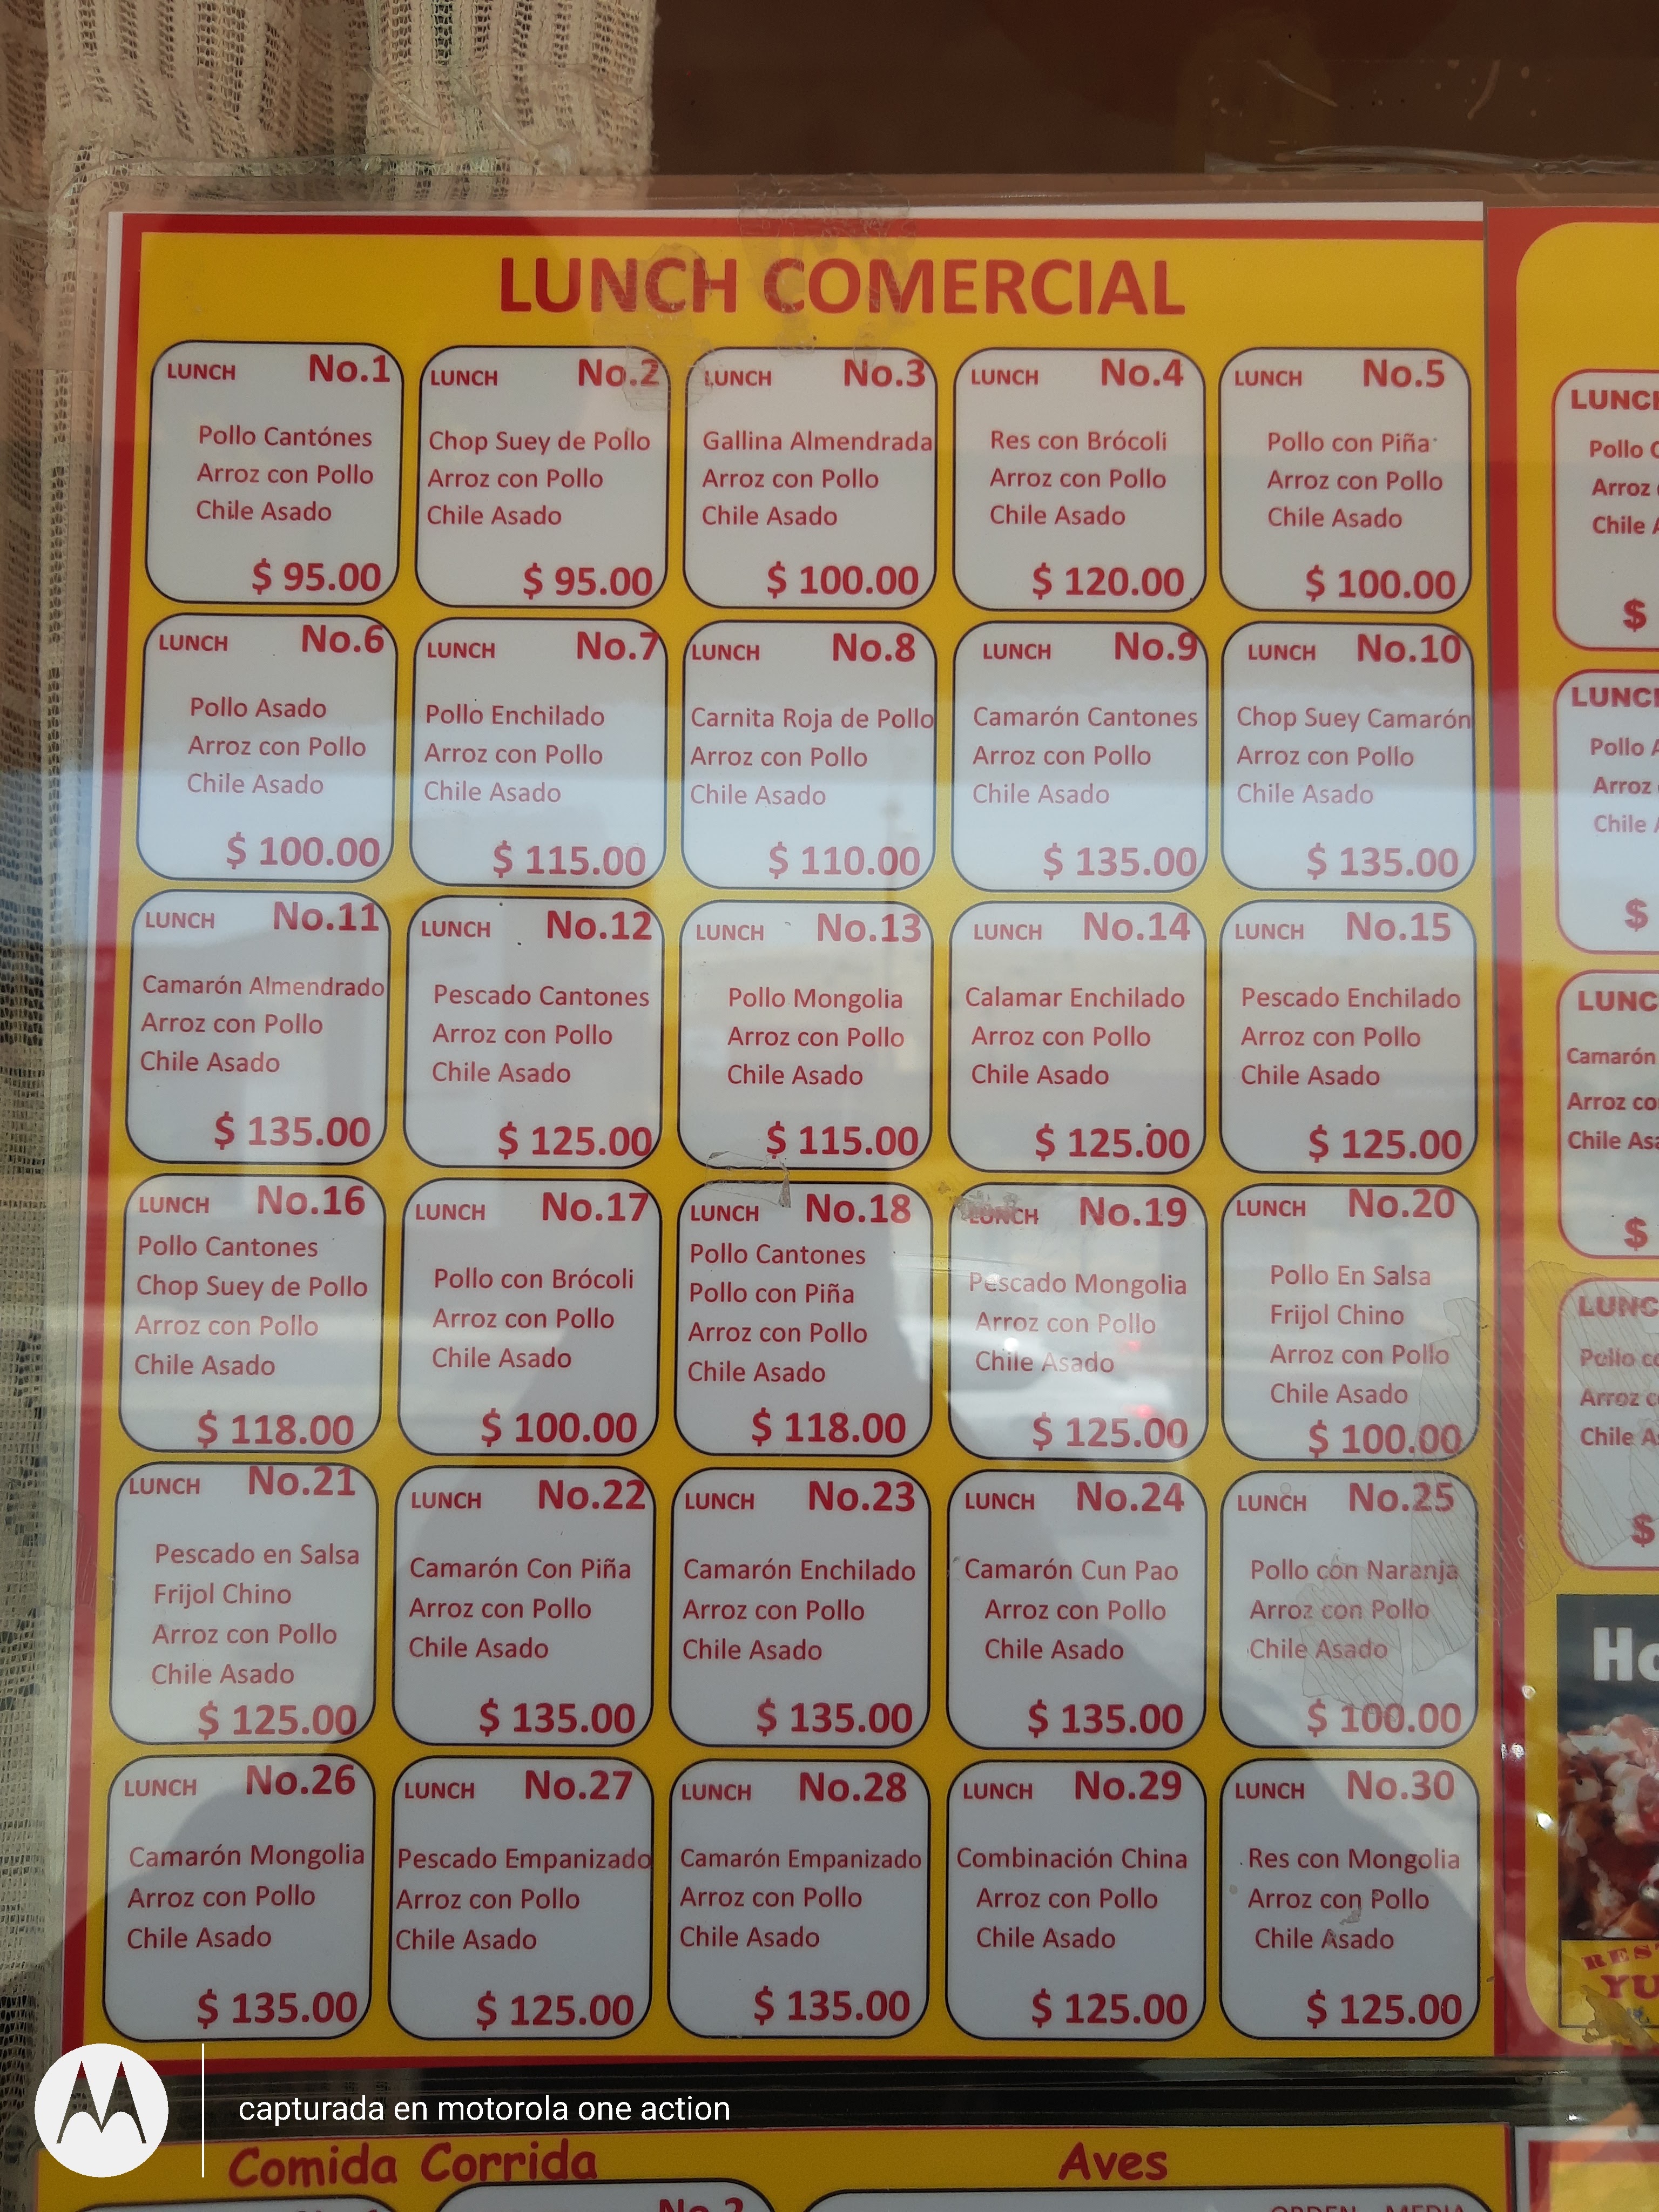 LUNCH COMERCIAL
LUNCH No.1
Pollo Cantónes
Arroz con Pollo
Chile Asado
$ 95.00
LUNCH No.2
Chop Suey de Pollo
Arroz con Pollo
Chile Asado
$ 95.00
LUNCH No.3
Gallina Almendrada
Arroz con Pollo
Chile Asado
$ 100.00
LUNCH No.4
Res con Brócoli
Arroz con Pollo
Chile Asado
$ 120.00
LUNCH No.5
Pollo con Piña
Arroz con Pollo
Chile Asado
$ 100.00
LUNCH No.6
Pollo Asado
Arroz con Pollo
Chile Asado
$ 100.00
LUNCH No.7
Pollo Enchilado
Arroz con Pollo
Chile Asado
$ 115.00
LUNCH No.8
Carnita Roja de Pollo
Arroz con Pollo
Chile Asado
$ 110.00
LUNCH No.9
Camarón Cantones
Arroz con Pollo
Chile Asado
$ 135.00
LUNCH No.10
Chop Suey Camarón
Arroz con Pollo
Chile Asado
$ 135.00
LUNCH No.11
Camarón Almendrado
Arroz con Pollo
Chile Asado
$ 135.00
LUNCH No.12
Pescado Cantones
Arroz con Pollo
Chile Asado
$ 125.00
LUNCH No.13
Pollo Mongolia
Arroz con Pollo
Chile Asado
$ 115.00
LUNCH No.14
Calamar Enchilado
Arroz con Pollo
Chile Asado
$ 125.00
LUNCH No.15
Pescado Enchilado
Arroz con Pollo
Chile Asado
$ 125.00
LUNCH No.16
Pollo Cantones
Chop Suey de Pollo
Arroz con Pollo
Chile Asado
$ 118.00
LUNCH No.17
Pollo con Brócoli
Arroz con Pollo
Chile Asado
$ 100.00
LUNCH No.18
Pollo Cantones
Pollo con Piña
Arroz con Pollo
Chile Asado
$ 118.00
LUNCH No.19
Pescado Mongolia
Arroz con Pollo
Chile Asado
$ 125.00
LUNCH No.20
Pollo En Salsa
Frijol Chino
Arroz con Pollo
Chile Asado
$ 100.00
LUNCH No.21
Pescado en Salsa
Frijol Chino
Arroz con Pollo
Chile Asado
$ 125.00
LUNCH No.22
Camarón Con Piña
Arroz con Pollo
Chile Asado
$ 135.00
LUNCH No.23
Camarón Enchilado
Arroz con Pollo
Chile Asado
$ 135.00
LUNCH No.24
Camarón Cun Pao
Arroz con Pollo
Chile Asado
$ 135.00
LUNCH No.25
Pollo con Naranja
Arroz con Pollo
Chile Asado
$ 100.00
LUNCH No.26
Camarón Mongolia
Arroz con Pollo
Chile Asado
$ 135.00
LUNCH No.27
Pescado Empanizado
Arroz con Pollo
Chile Asado
$ 125.00
LUNCH No.28
Camarón Empanizado
Arroz con Pollo
Chile Asado
$ 135.00
LUNCH No.29
Combinación China
Arroz con Pollo
Chile Asado
$ 125.00
LUNCH No.30
Res con Mongolia
Arroz con Pollo
Chile Asado
$ 125.00
Pollo
Arroz
Chile
$
Pollo
Arroz
Chile
$
Camarón
Arroz
Chile
$
Pollo
Arroz
Chile
$
capturada en motorola one action
Comida Corrida
Aves